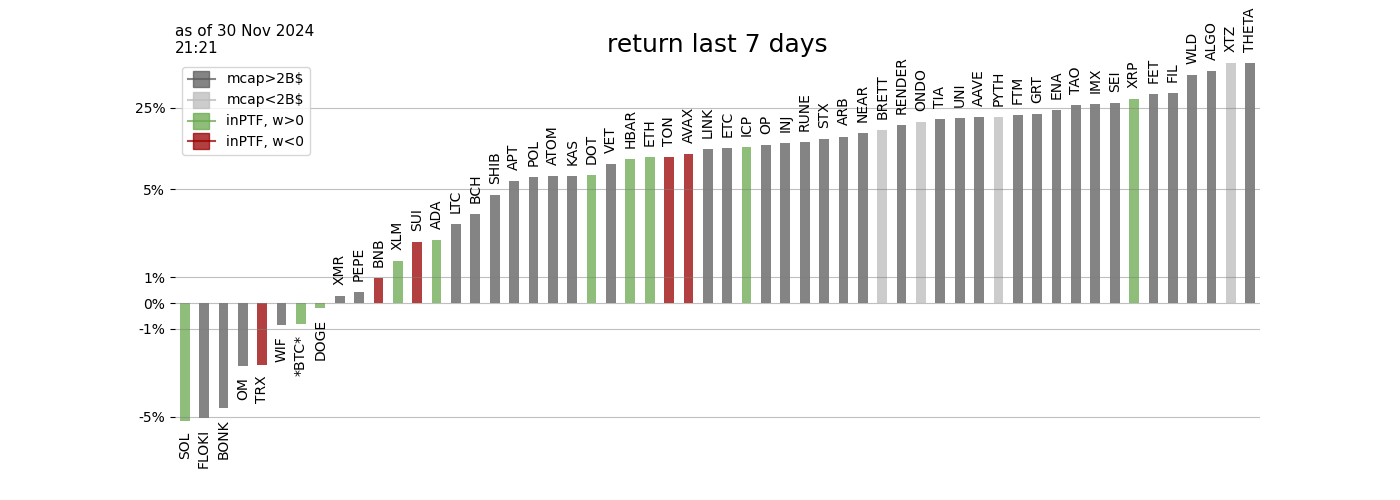 as of 30 Nov 2024
21:21
return last 7 days
mcap>2B$
mcap<2B$
inPTF, w>0
inPTF, w<0
25%
5%
1%
0%
-1%
-5%
SOL
FLOKI
BONK
OM
TRX
WIF
*BTC*
DOGE
XMR
PEPE
BNB
XLM
SUI
ADA
LTC
BCH
SHIB
APT
POL
ATOM
KAS
DOT
VET
HBAR
ETH
TON
AVAX
LINK
ETC
ICP
OP
INJ
RUNE
STX
ARB
NEAR
BRETT
RENDER
ONDO
TIA
UNI
AAVE
PYTH
FTM
GRT
ENA
TAO
IMX
SEI
XRP
FET
FIL
WLD
ALGO
XTZ
THETA